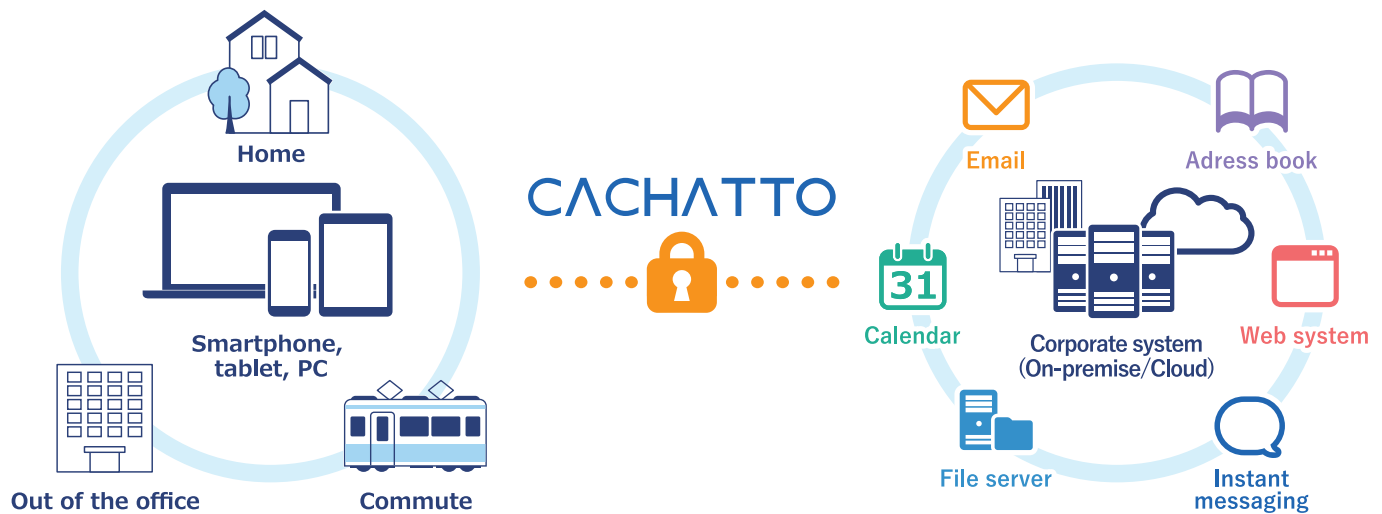 Home
Smartphone,
tablet, PC
Out of the office
Commute
CACHATTO
Email
Adress book
31
Calendar
Corporate system
(On-premise/Cloud)
Web system
File server
Instant
messaging